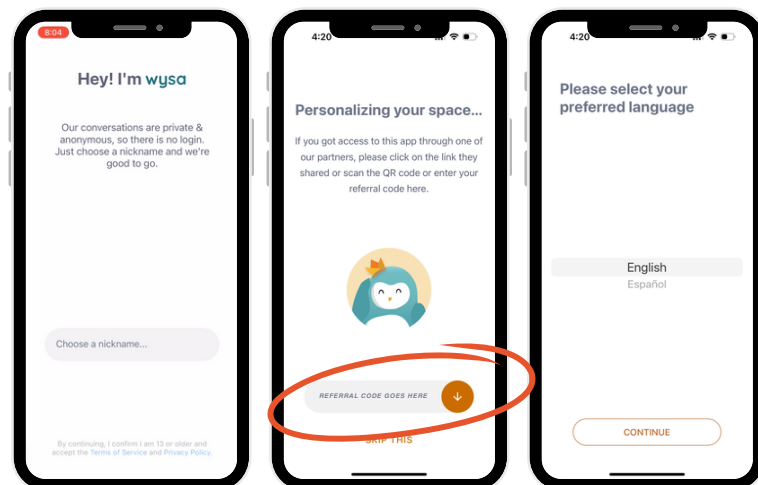 8:04
Hey! I'm wysa
Our conversations are private &
anonymous, so there is no login.
Just choose a nickname and we're
good to go.
Choose a nickname...
By continuing, I confirm I am 13 or older and
accept the Terms of Service and Privacy Policy.
4:20
Personalizing your space...
If you got access to this app through one of
our partners, please click on the link they
shared or scan the QR code or enter your
referral code here.
REFERRAL CODE GOES HERE
SKIP THIS
4:20
Please select your
preferred language
English
Español
CONTINUE